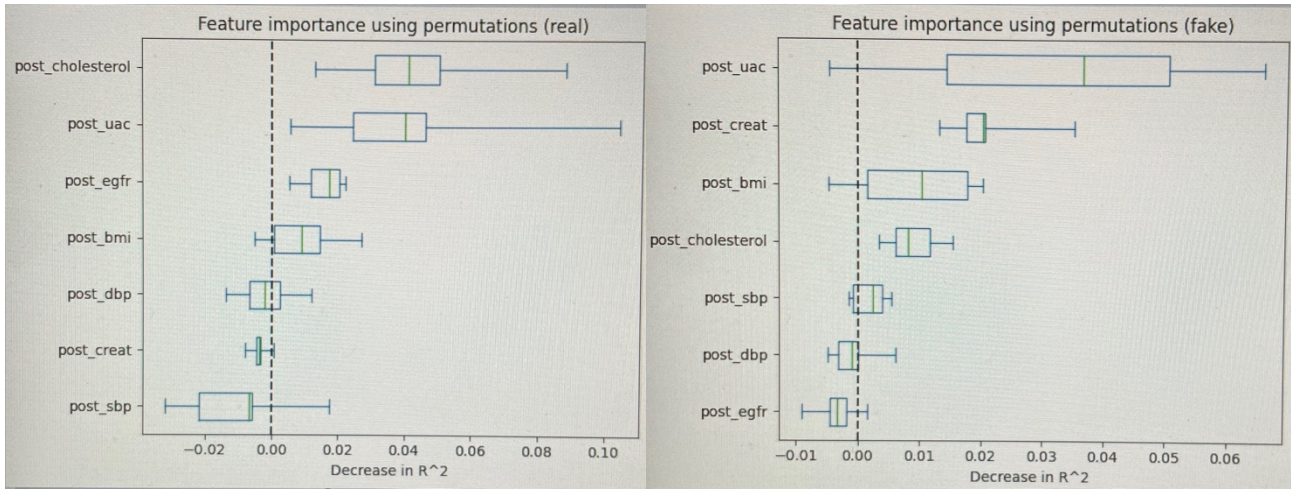 Feature importance using permutations (real)
post_cholesterol
post_uac
post_egfr
post_bmi
post_dbp
post_creat
post_sbp
−0.02 0.00 0.02 0.04 0.06 0.08 0.10
Decrease in R^2
Feature importance using permutations (fake)
post_uac
post_creat
post_bmi
post_cholesterol
post_sbp
post_dbp
post_egfr
−0.01 0.00 0.01 0.02 0.03 0.04 0.05 0.06
Decrease in R^2